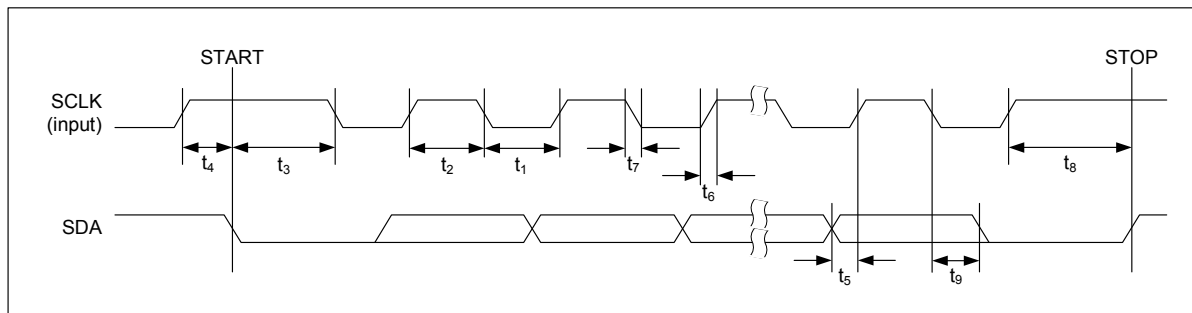 START
STOP
SCLK
(input)
t4
t3
t2
t1
t7
t6
t8
SDA
t5
t9